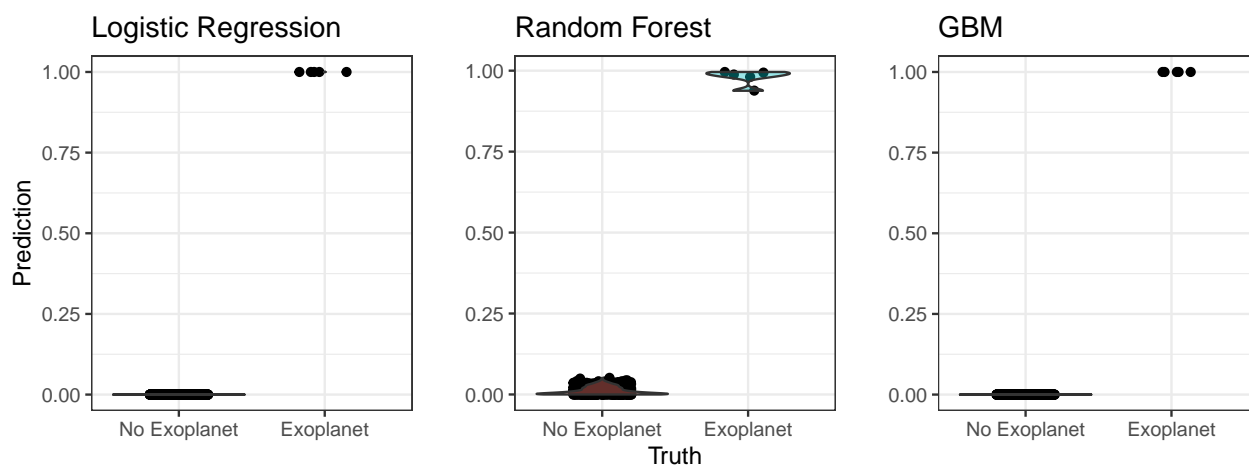 Logistic Regression
Random Forest
GBM
Prediction
1.00
0.75
0.50
0.25
0.00
No Exoplanet
Exoplanet
1.00
0.75
0.50
0.25
0.00
No Exoplanet
Exoplanet
1.00
0.75
0.50
0.25
0.00
No Exoplanet
Exoplanet
Truth